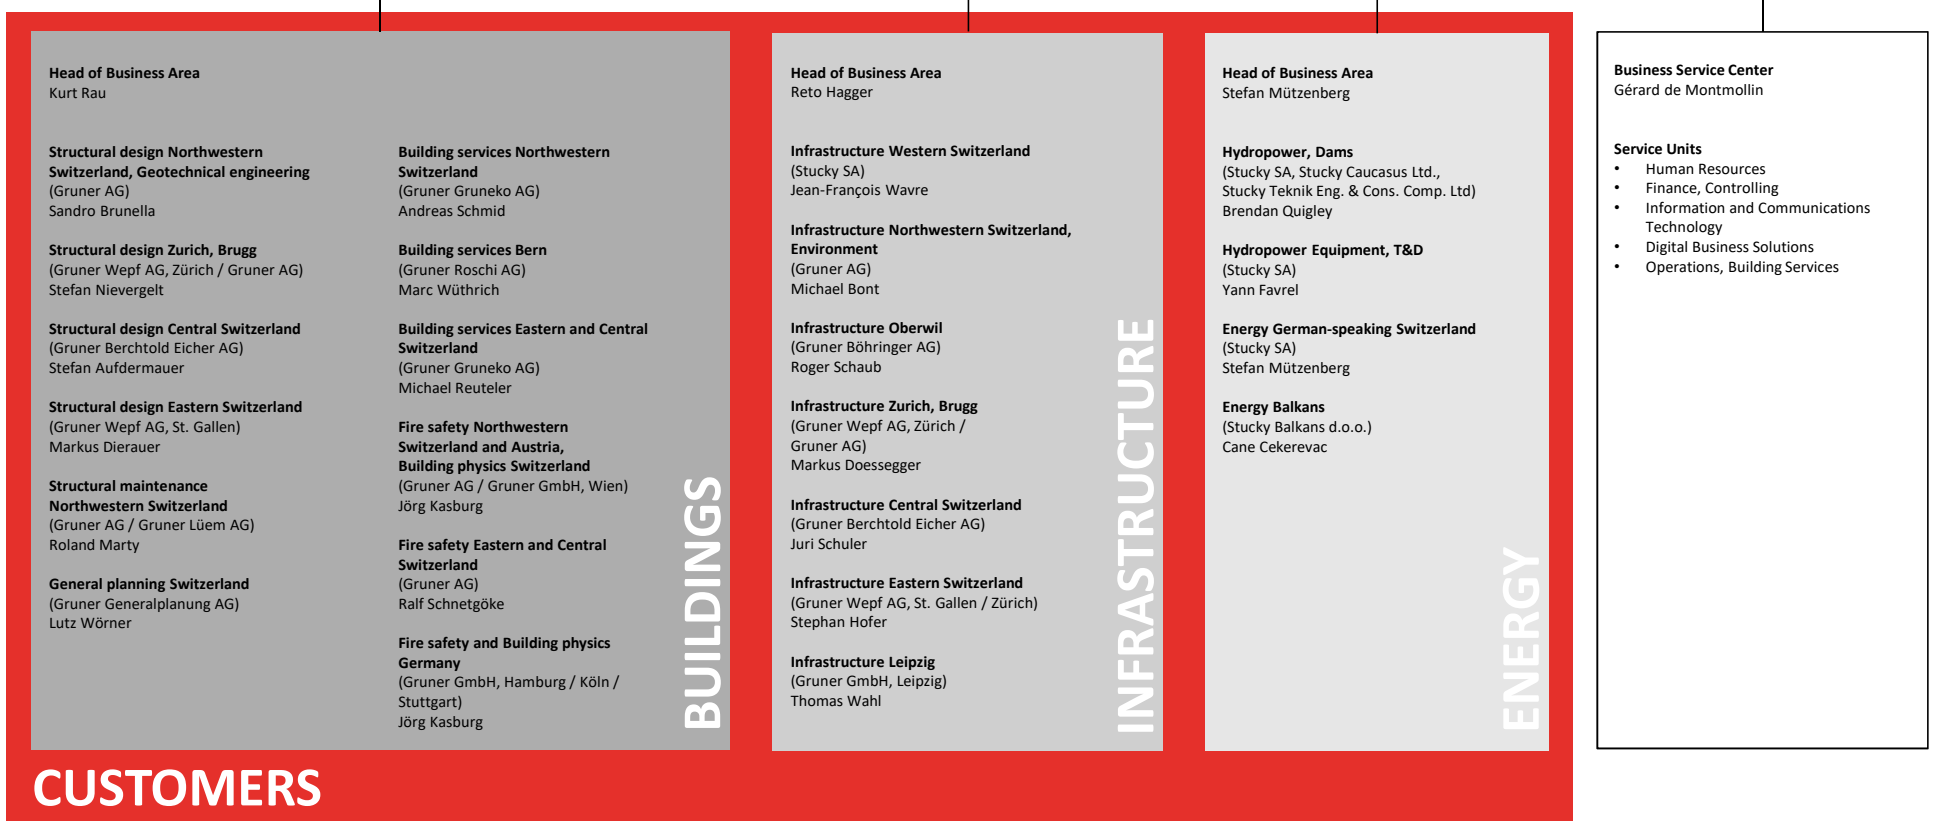 Head of Business Area
Kurt Rau
Structural design Northwestern
Switzerland, Geotechnical engineering
(Gruner AG)
Sandro Brunella
Structural design Zurich, Brugg
(Gruner Wepf AG, Zürich / Gruner AG)
Stefan Nievergelt
Structural design Central Switzerland
(Gruner Berchtold Eicher AG)
Stefan Aufdermauer
Structural design Eastern Switzerland
(Gruner Wepf AG, St. Gallen)
Markus Dierauer
Structural maintenance
Northwestern Switzerland
(Gruner AG / Gruner Lüem AG)
Roland Marty
General planning Switzerland
(Gruner Generalplanung AG)
Lutz Wörner
Building services Northwestern
Switzerland
(Gruner Gruneko AG)
Andreas Schmid
Building services Bern
(Gruner Roschi AG)
Marc Wüthrich
Building services Eastern and Central
Switzerland
(Gruner Gruneko AG)
Michael Reuteler
Fire safety Northwestern
Switzerland and Austria,
Building physics Switzerland
(Gruner AG / Gruner GmbH, Wien)
Jörg Kasburg
Fire safety Eastern and Central
Switzerland
(Gruner AG)
Ralf Schnetgöke
Fire safety and Building physics
Germany
(Gruner GmbH, Hamburg / Köln /
Stuttgart)
Jörg Kasburg
BUILDINGS
Head of Business Area
Reto Hagger
Infrastructure Western Switzerland
(Stucky SA)
Jean-François Wavre
Infrastructure Northwestern Switzerland,
Environment
(Gruner AG)
Michael Bont
Infrastructure Oberwil
(Gruner Böhringer AG)
Roger Schaub
Infrastructure Zurich, Brugg
(Gruner Wepf AG, Zürich /
Gruner AG)
Markus Doessegger
Infrastructure Central Switzerland
(Gruner Berchtold Eicher AG)
Juri Schuler
Infrastructure Eastern Switzerland
(Gruner Wepf AG, St. Gallen / Zürich)
Stephan Hofer
Infrastructure Leipzig
(Gruner GmbH, Leipzig)
Thomas Wahl
INFRASTRUCTURE
Head of Business Area
Stefan Mützenberg
Hydropower, Dams
(Stucky SA, Stucky Caucasus Ltd.,
Stucky Teknik Eng. & Cons. Comp. Ltd)
Brendan Quigley
Hydropower Equipment, T&D
(Stucky SA)
Yann Favrel
Energy German-speaking Switzerland
(Stucky SA)
Stefan Mützenberg
Energy Balkans
(Stucky Balkans d.o.o.)
Cane Cekerevac
ENERGY
Business Service Center
Gérard de Montmollin
Service Units
• Human Resources
• Finance, Controlling
• Information and Communications
Technology
• Digital Business Solutions
• Operations, Building Services
CUSTOMERS